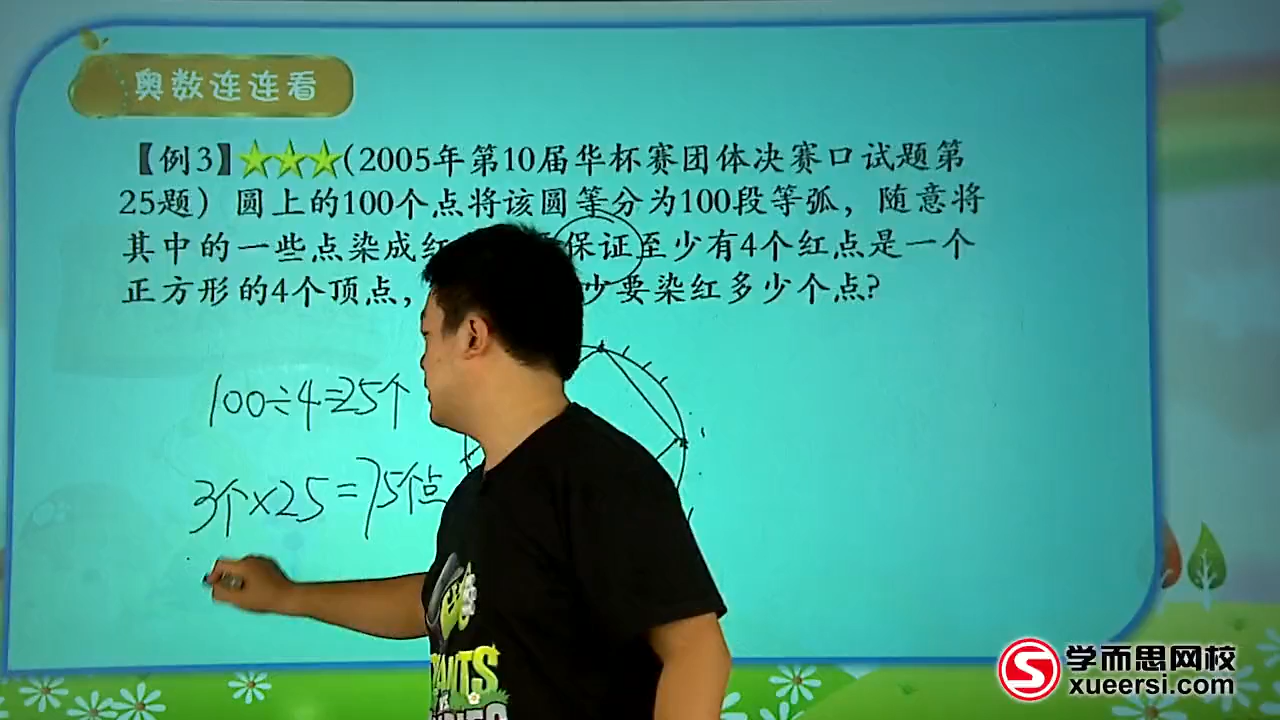 奥数连连看
【例3】★★★(2005年第10届华杯赛团体决赛口试题第
25题) 圆上的100个点将该圆等分为100段等弧, 随意将
其中的一些点染成红 保证至少有4个红点是一个
正方形的4个顶点, 少要染红多少个点?
100÷4=25个
3个×25=75个点
PLANTS
学而思网校
xueersi.com